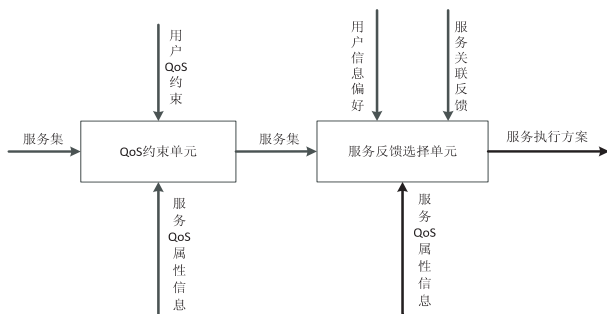 用户QoS约束
用户信息偏好
服务关联反馈
服务集
QoS约束单元
服务集
服务反馈选择单元
服务执行方案
服务QoS属性信息
服务QoS属性信息